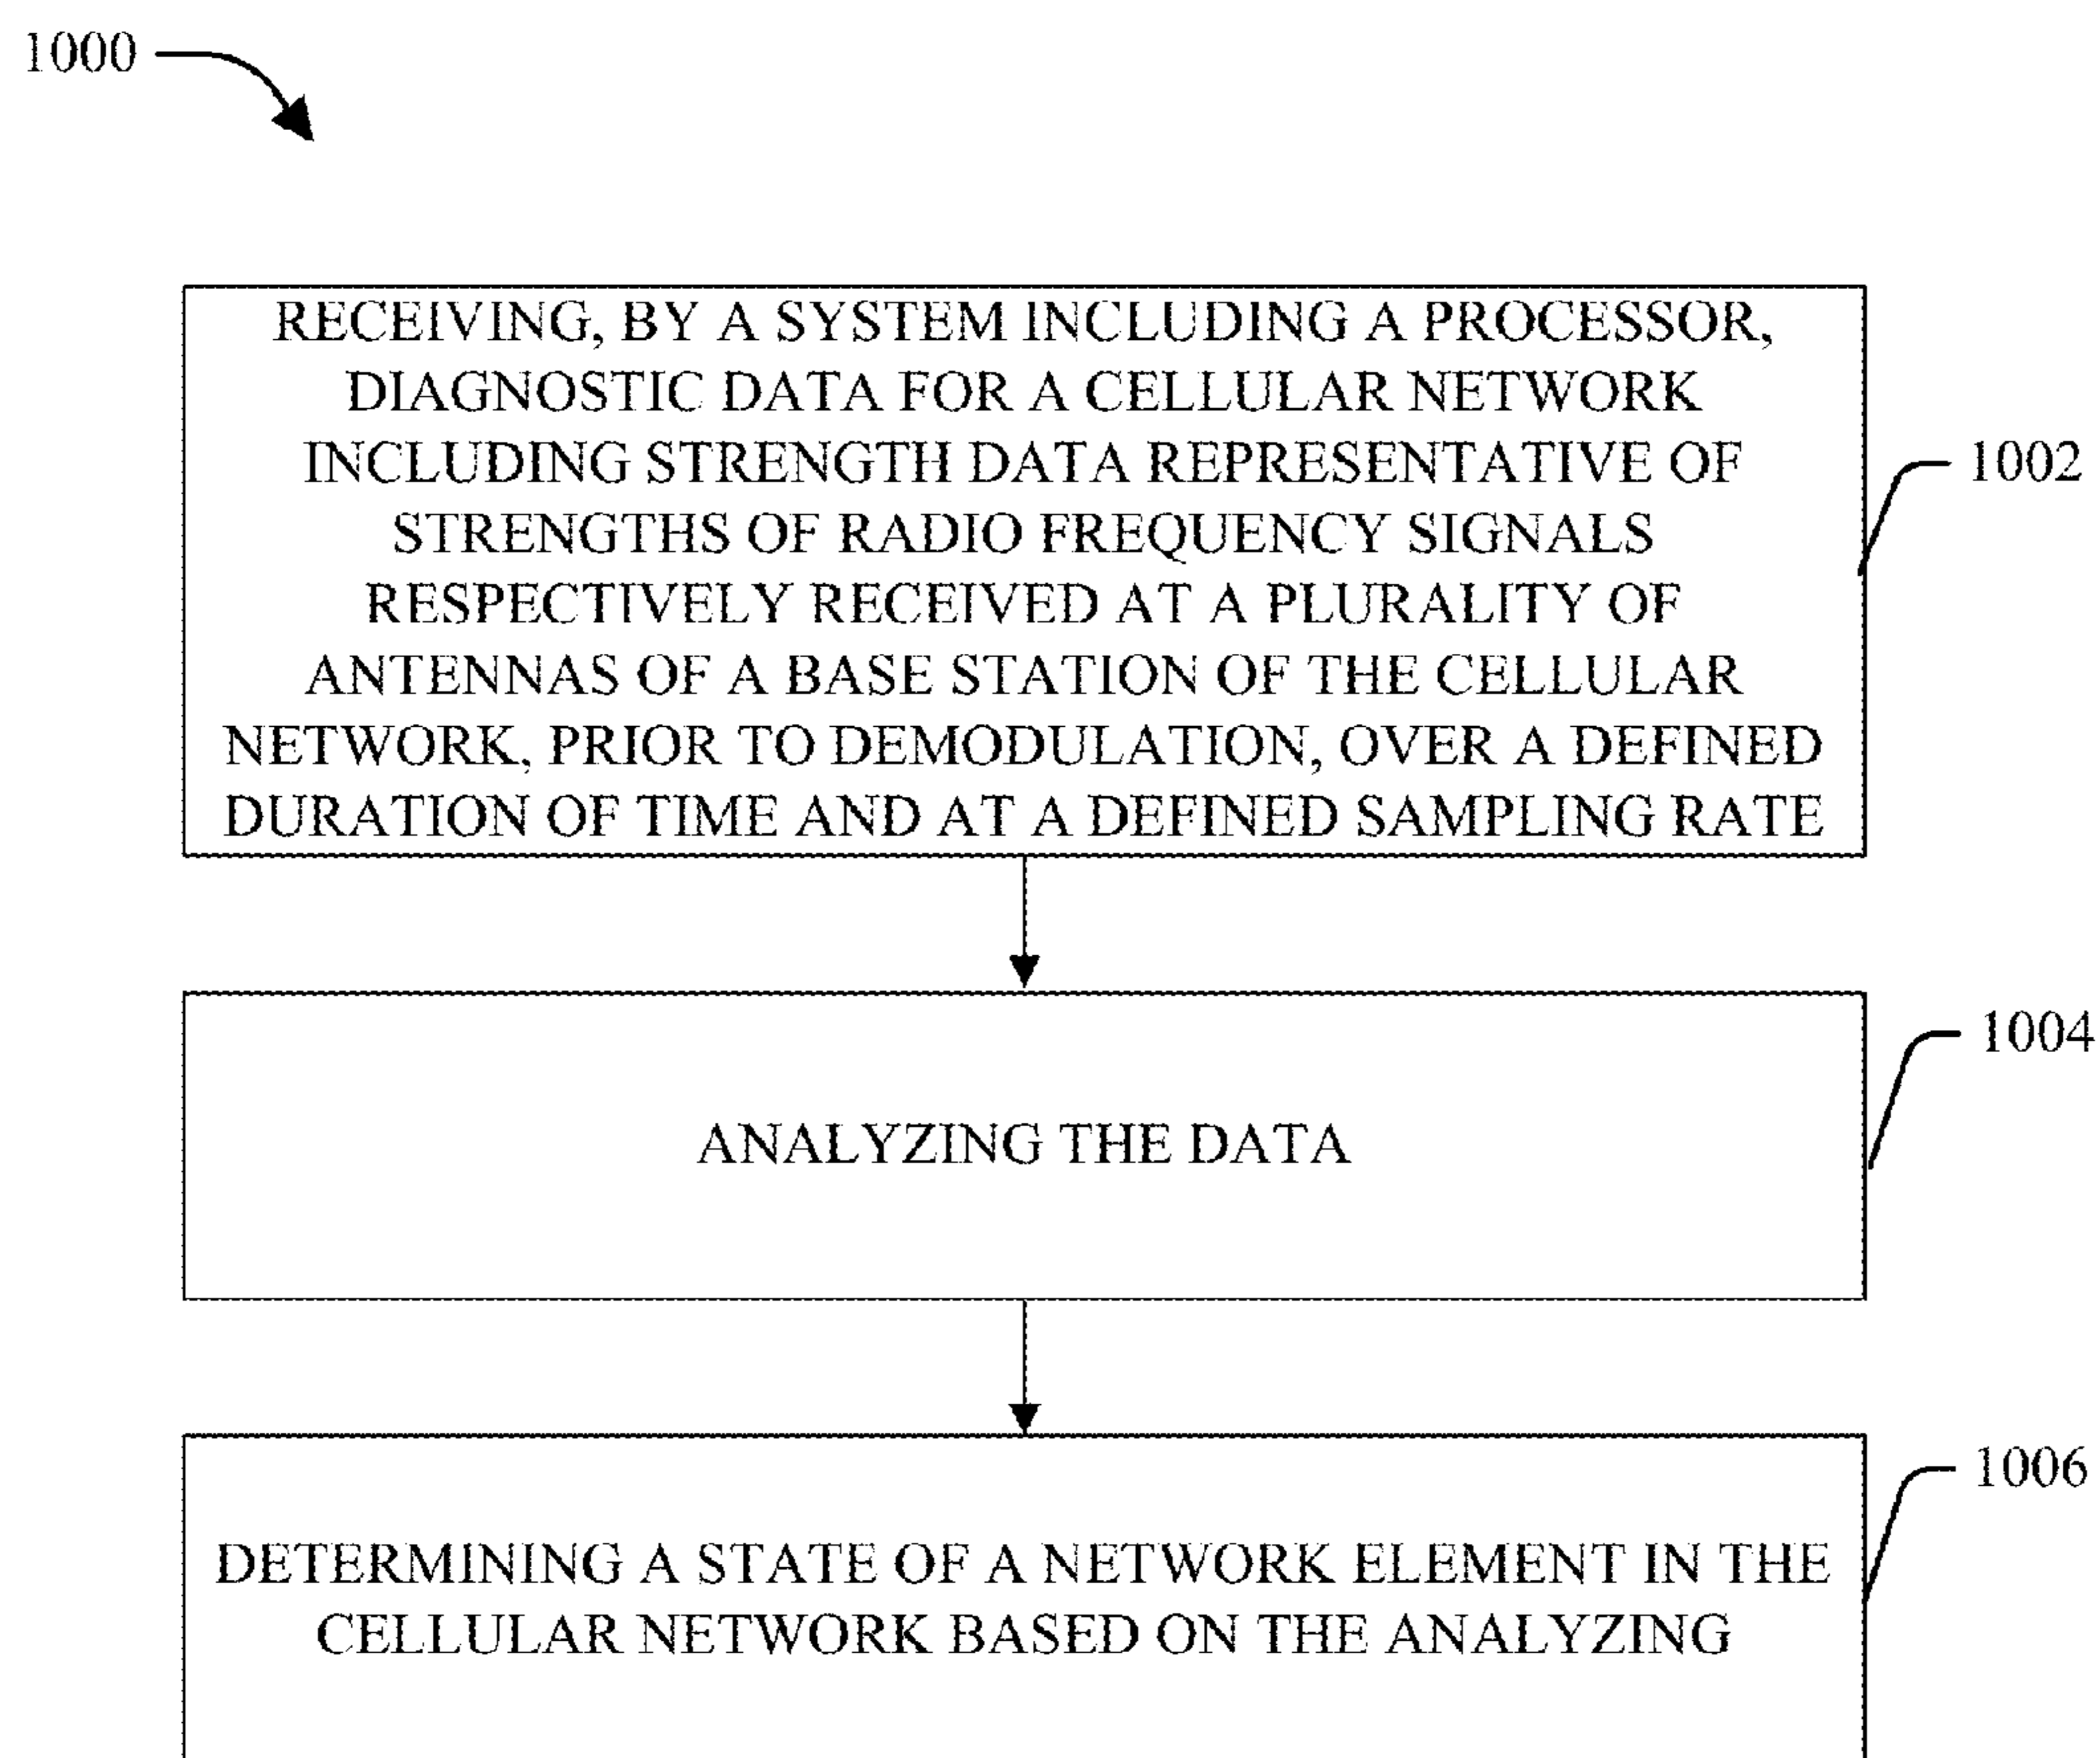 1000
RECEIVING, BY A SYSTEM INCLUDING A PROCESSOR,
DIAGNOSTIC DATA FOR A CELLULAR NETWORK
INCLUDING STRENGTH DATA REPRESENTATIVE OF
STRENGTHS OF RADIO FREQUENCY SIGNALS
RESPECTIVELY RECEIVED AT A PLURALITY OF
ANTENNAS OF A BASE STATION OF THE CELLULAR
NETWORK, PRIOR TO DEMODULATION, OVER A DEFINED
DURATION OF TIME AND AT A DEFINED SAMPLING RATE
1002
ANALYZING THE DATA
1004
DETERMINING A STATE OF A NETWORK ELEMENT IN THE
CELLULAR NETWORK BASED ON THE ANALYZING
1006